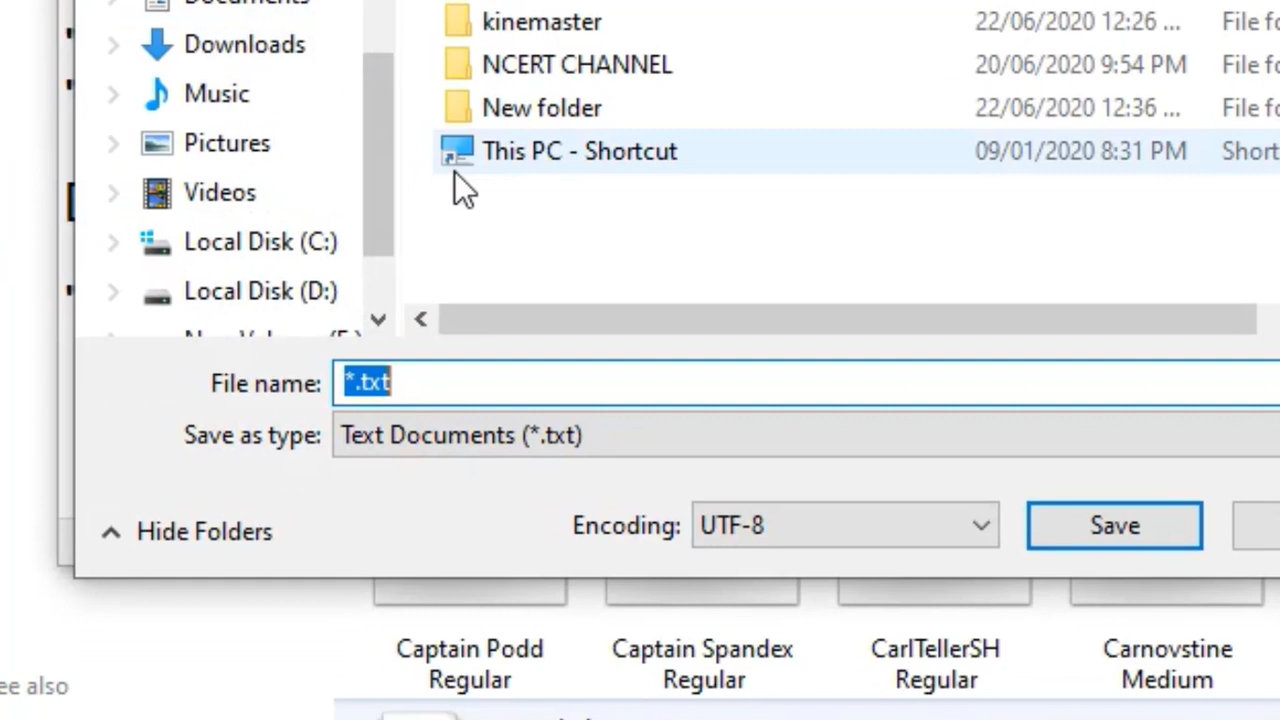 Documents
Downloads
Music
Pictures
Videos
Local Disk (C:)
Local Disk (D:)
kinemaster 22/06/2020 12:26 ... File fo
NCERT CHANNEL 20/06/2020 9:54 PM File fo
New folder 22/06/2020 12:36 ... File fo
This PC - Shortcut 09/01/2020 8:31 PM Short
File name: *.txt
Save as type: Text Documents (*.txt)
Hide Folders
Encoding: UTF-8
Save
Captain Podd Regular
Captain Spandex Regular
CarlTellerSH Regular
Carnovstine Medium
ee also